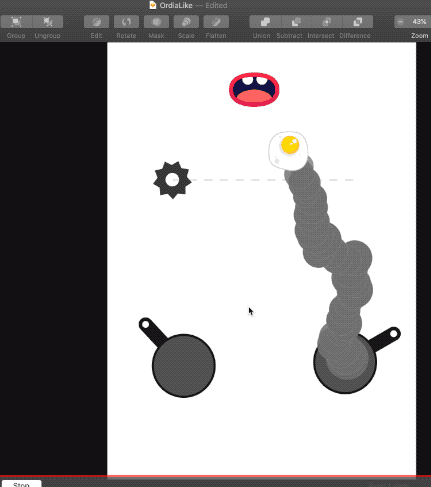 OrdiaLike — Edited
43%
Group Ungroup Edit Rotate Mask Scale Flatten Union Subtract Intersect Difference Zoom
Stop